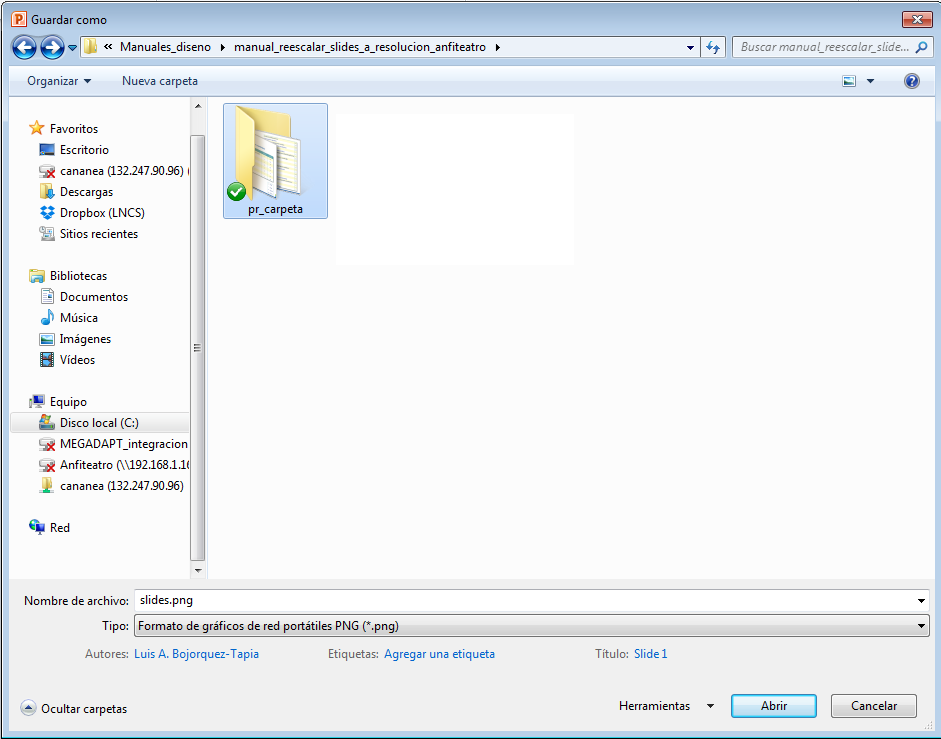 Guardar como
« Manuales_diseno manual_reescalar_slides_a_resolucion_anfiteatro
Buscar manual_reescalar_slide...
Organizar Nueva carpeta
Favoritos
Escritorio
cananea (132.247.90.96) (
Descargas
Dropbox (LNCS)
Sitios recientes
Bibliotecas
Documentos
Música
Imágenes
Vídeos
Equipo
Disco local (C:)
MEGADAPT_integracion
Anfiteatro (\\192.168.1.16
cananea (132.247.90.96)
Red
pr_carpeta
Nombre de archivo: slides.png
Tipo: Formato de gráficos de red portátiles PNG (*.png)
Autores: Luis A. Bojorquez-Tapia Etiquetas: Agregar una etiqueta Título: Slide 1
Ocultar carpetas Herramientas Abrir Cancelar